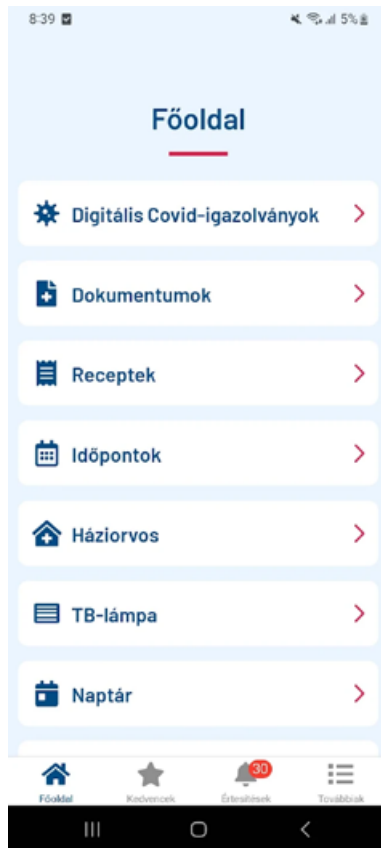 8:39 5%
Főoldal
Digitális Covid-igazolványok
Dokumentumok
Receptek
Időpontok
Háziorvos
TB-lámpa
Naptár
30
Főoldal Kedvencek Értesítések Továbbiak